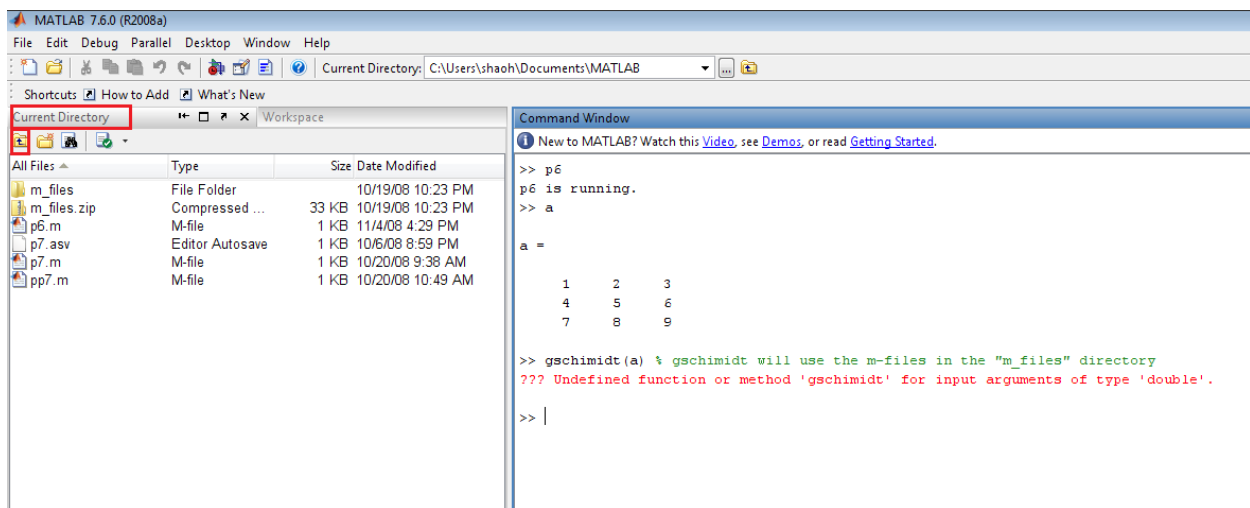 MATLAB 7.6.0 (R2008a)
File Edit Debug Parallel Desktop Window Help
Current Directory: C:\Users\shaoh\Documents\MATLAB
Shortcuts How to Add What's New
Current Directory Workspace
All Files Type Size Date Modified
m_files File Folder 10/19/08 10:23 PM
m_files.zip Compressed ... 33 KB 10/19/08 10:23 PM
p6.m M-file 1 KB 11/4/08 4:29 PM
p7.asv Editor Autosave 1 KB 10/6/08 8:59 PM
p7.m M-file 1 KB 10/20/08 9:38 AM
pp7.m M-file 1 KB 10/20/08 10:49 AM
Command Window
New to MATLAB? Watch this Video, see Demos, or read Getting Started.
>> p6
p6 is running.
>> a
a =
1 2 3
4 5 6
7 8 9
>> gschimidt(a) % gschimidt will use the m-files in the "m_files" directory
??? Undefined function or method 'gschimidt' for input arguments of type 'double'.
>>